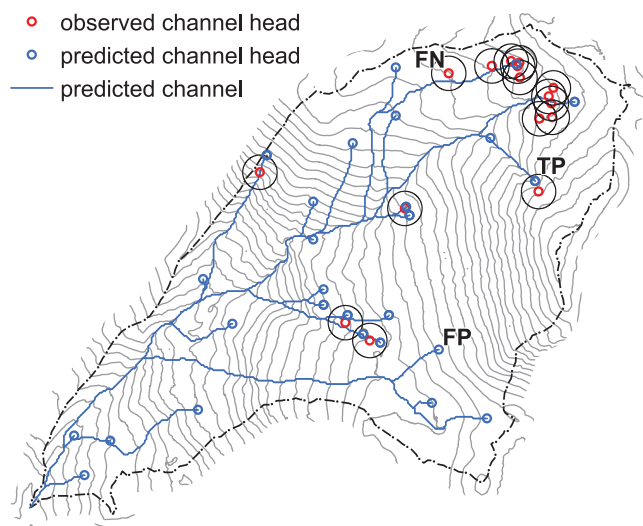 observed channel head
predicted channel head
predicted channel
FN
TP
FP